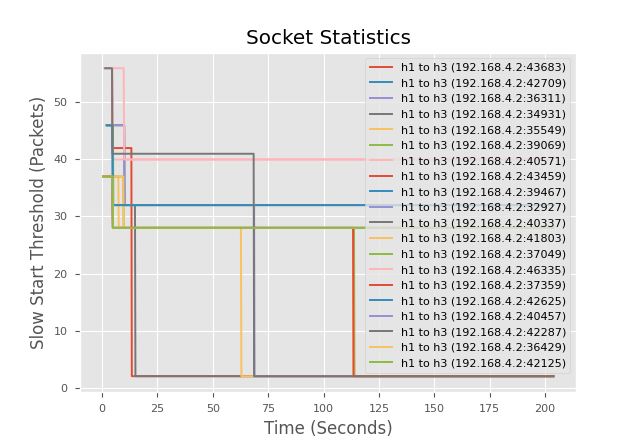 Socket Statistics
h1 to h3 (192.168.4.2:43683)
h1 to h3 (192.168.4.2:42709)
h1 to h3 (192.168.4.2:36311)
h1 to h3 (192.168.4.2:34931)
h1 to h3 (192.168.4.2:35549)
h1 to h3 (192.168.4.2:39069)
h1 to h3 (192.168.4.2:40571)
h1 to h3 (192.168.4.2:43459)
h1 to h3 (192.168.4.2:39467)
h1 to h3 (192.168.4.2:32927)
h1 to h3 (192.168.4.2:40337)
h1 to h3 (192.168.4.2:41803)
h1 to h3 (192.168.4.2:37049)
h1 to h3 (192.168.4.2:46335)
h1 to h3 (192.168.4.2:37359)
h1 to h3 (192.168.4.2:42625)
h1 to h3 (192.168.4.2:40457)
h1 to h3 (192.168.4.2:42287)
h1 to h3 (192.168.4.2:36429)
h1 to h3 (192.168.4.2:42125)
Slow Start Threshold (Packets)
50
40
30
20
10
0
0 25 50 75 100 125 150 175 200
Time (Seconds)